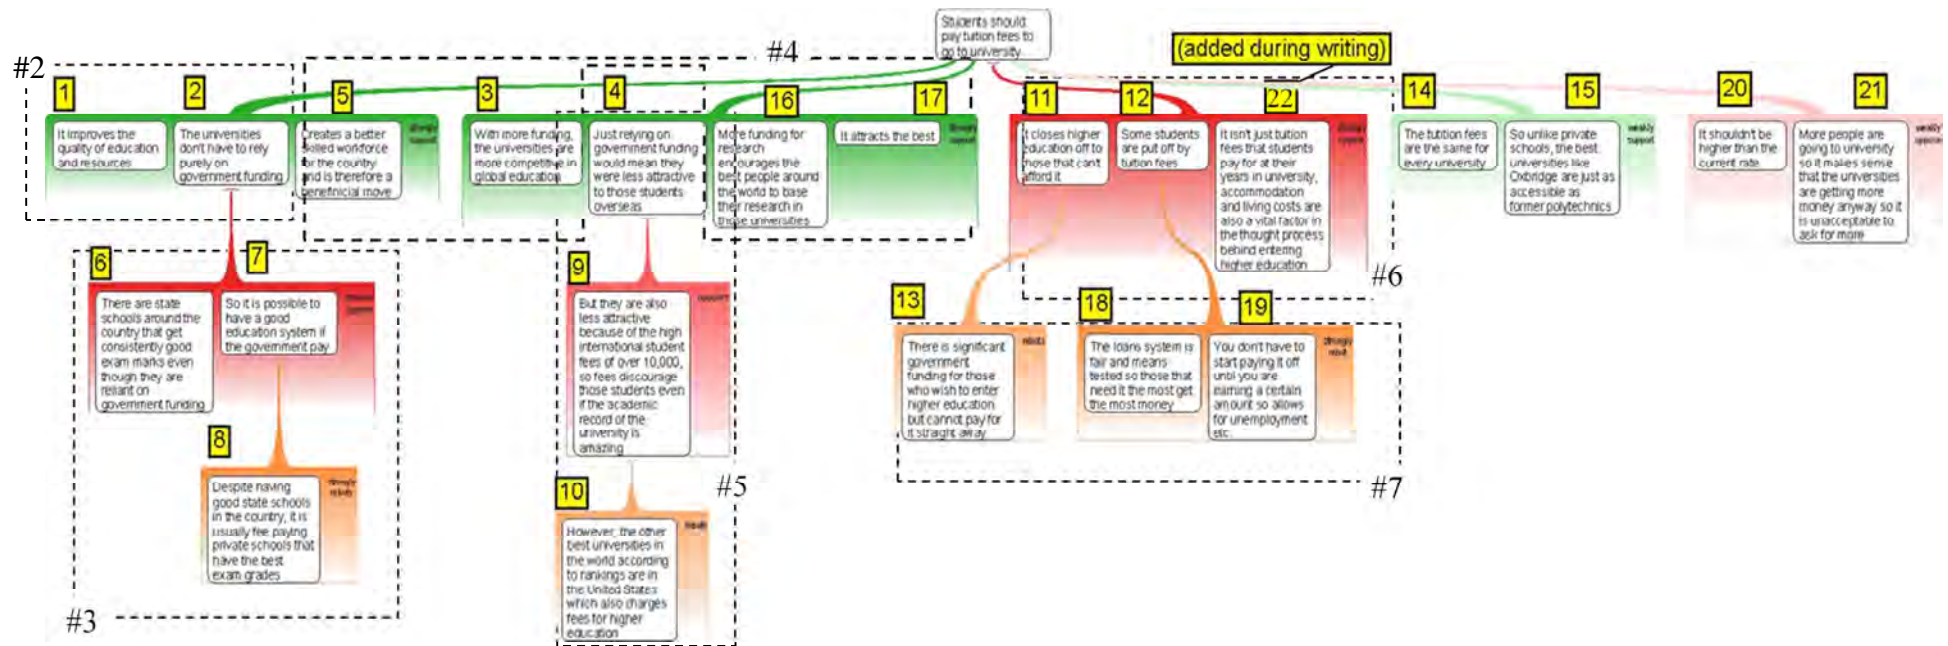 Students should
pay tuition fees to
go to university
(added during writing)
#2
#4
1
2
5
3
4
16
17
11
12
22
14
15
20
21
It improves the
quality of education
and resources
The universities
don't have to rely
purely on
government funding
Creates a better
skilled workforce
for the country
and is therefore a
benefinicial move
strongly
support
With more funding,
the universities are
more competitive in
global education
Just relying on
government funding
would mean they
were less attractive
to those students
overseas
More funding for
research
encourages the
best people around
the world to base
their research in
those universities
It attracts the best
strongly
support
It closes higher
education off to
those that can't
afford it
Some students
are put off by
tuition fees
It isn't just tuition
fees that students
pay for at their
years in university,
accommodation
and living costs are
also a vital factor in
the thought process
behind entering
higher education
strongly
oppose
The tutition fees
are the same for
every university
So unlike private
schools, the best
universities like
Oxbridge are just as
accessible as
former polytechnics
weakly
support
It shouldn't be
higher than the
current rate
More people are
going to university
so it makes sense
that the universities
are getting more
money anyway so it
is unacceptable to
ask for more
weakly
oppose
#6
6
7
There are state
schools around the
country that get
consistently good
exam marks even
though they are
reliant on
government funding
So it is possible to
have a good
education system if
the government pay
8
Despite having
good state schools
in the country, it is
usually fee paying
private schools that
have the best
exam grades
strongly
rebuts
#3
9
But they are also
less attractive
because of the high
international student
fees of over 10,000,
so fees discourage
those students even
if the academic
record of the
university is
amazing
#5
10
However, the other
best universities in
the world according
to rankings are in
the United States
which also charges
fees for higher
education
rebuts
13
There is significant
government
funding for those
who wish to enter
higher education
but cannot pay for
it straight away
rebuts
18
19
The loans system is
fair and means
tested so those that
need it the most get
the most money
You don't have to
start paying it off
until you are
earning a certain
amount so allows
for unemployment
etc.
strongly
rebut
#7